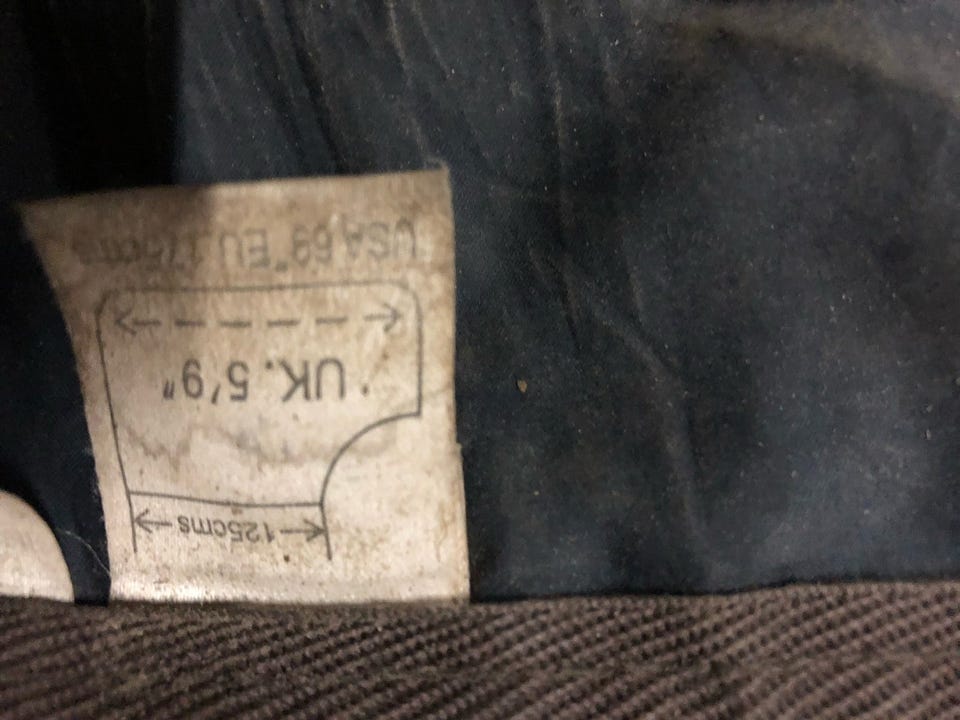 125cms
UK. 5'9"
USA 69" EU